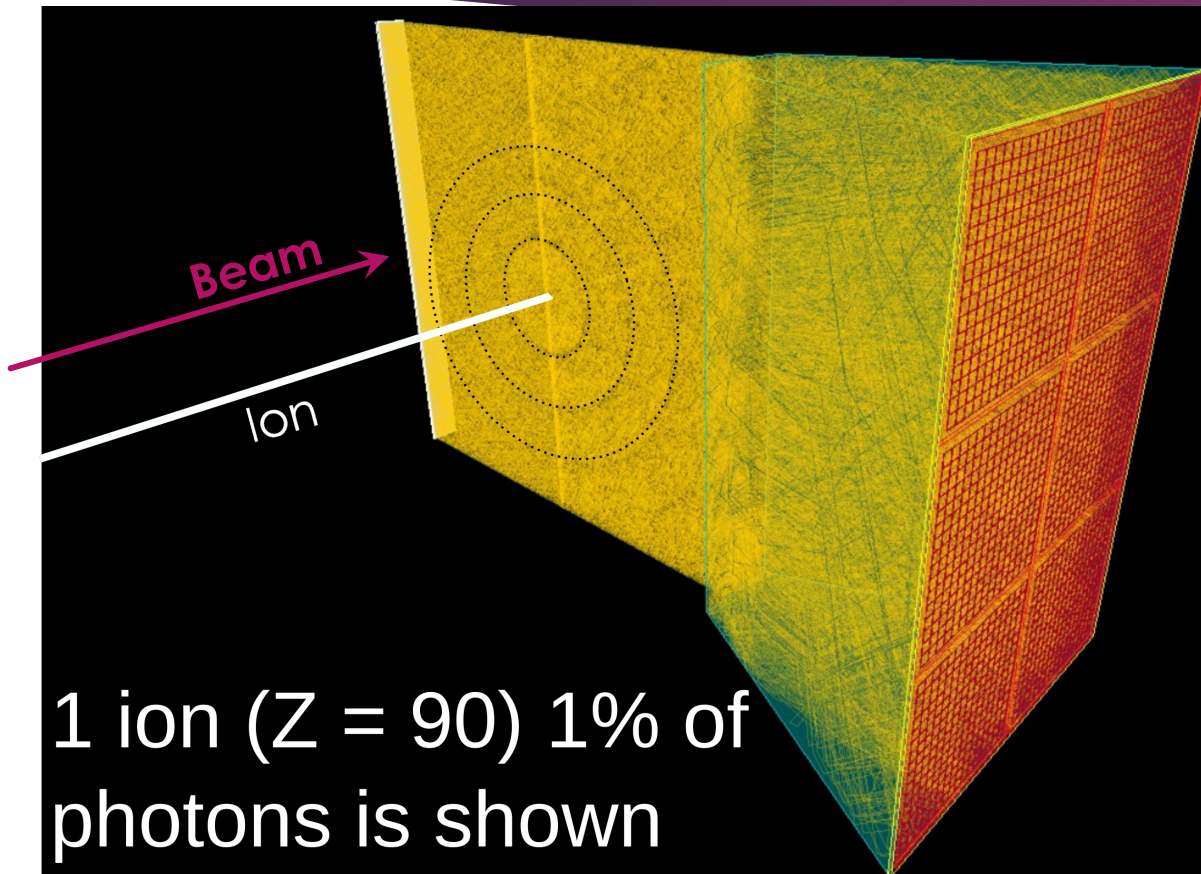 Beam
Ion
1 ion (Z = 90) 1% of
photons is shown